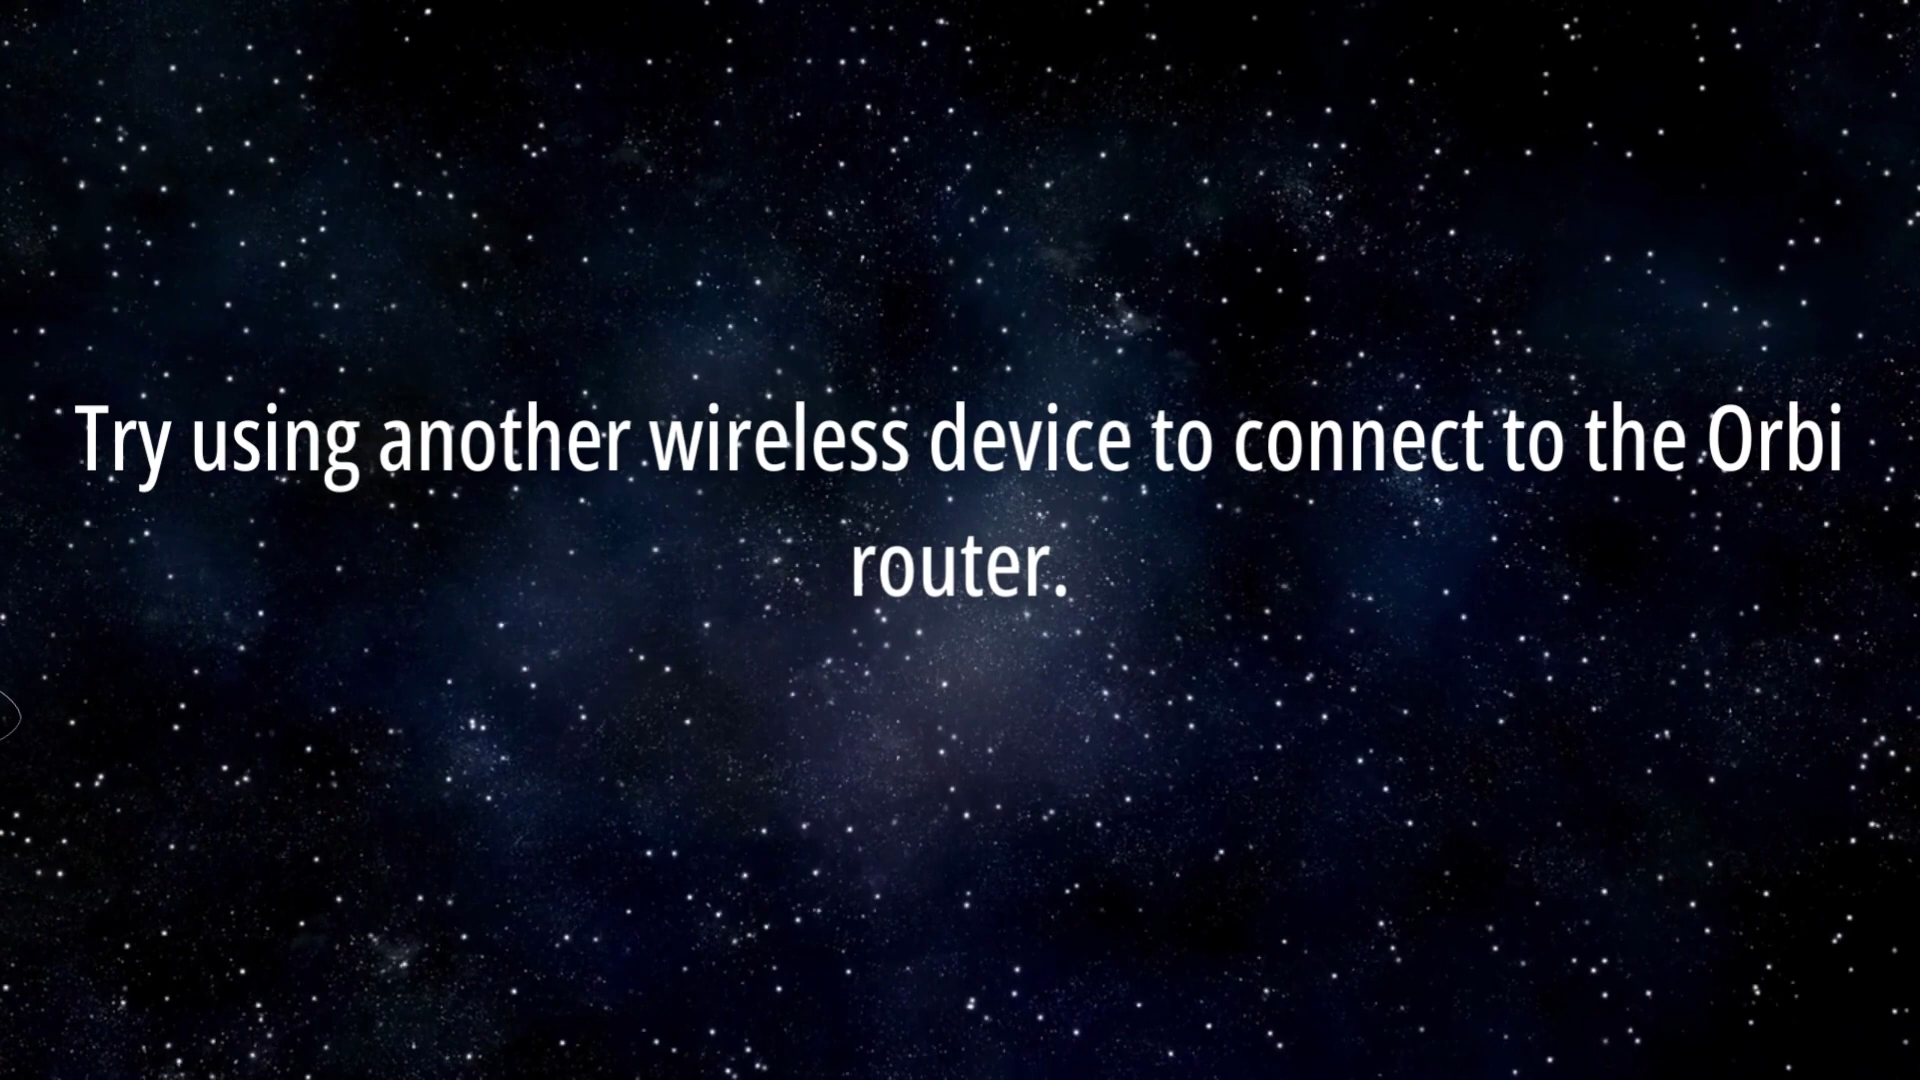 Try using another wireless device to connect to the Orbi
router.